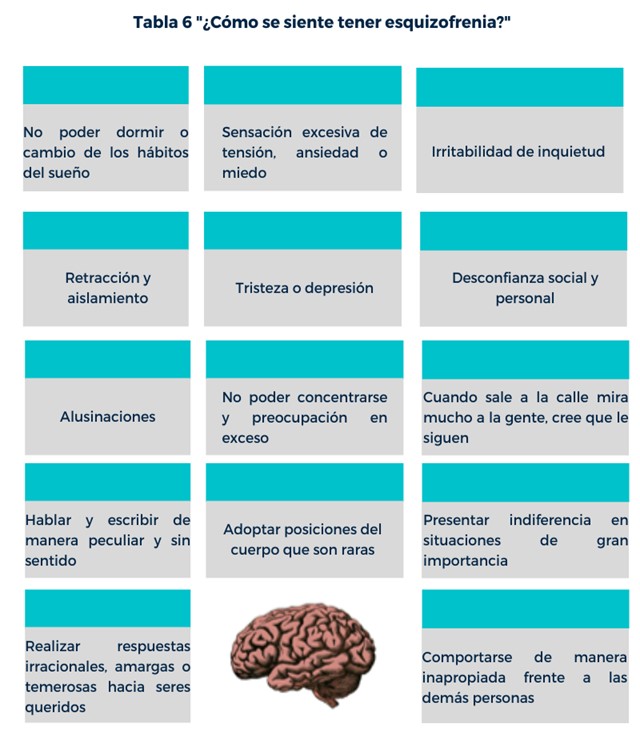 Tabla 6 "¿Cómo se siente tener esquizofrenia?"
No poder dormir o
cambio de los hábitos
del sueño
Sensación excesiva de
tensión, ansiedad o
miedo
Irritabilidad de inquietud
Retracción y
aislamiento
Tristeza o depresión
Desconfianza social y
personal
Alusinaciones
No poder concentrarse
y preocupación en
exceso
Cuando sale a la calle mira
mucho a la gente, cree que le
siguen
Hablar y escribir de
manera peculiar y sin
sentido
Adoptar posiciones del
cuerpo que son raras
Presentar indiferencia en
situaciones de gran
importancia
Realizar respuestas
irracionales, amargas o
temerosas hacia seres
queridos
Comportarse de manera
inapropiada frente a las
demás personas